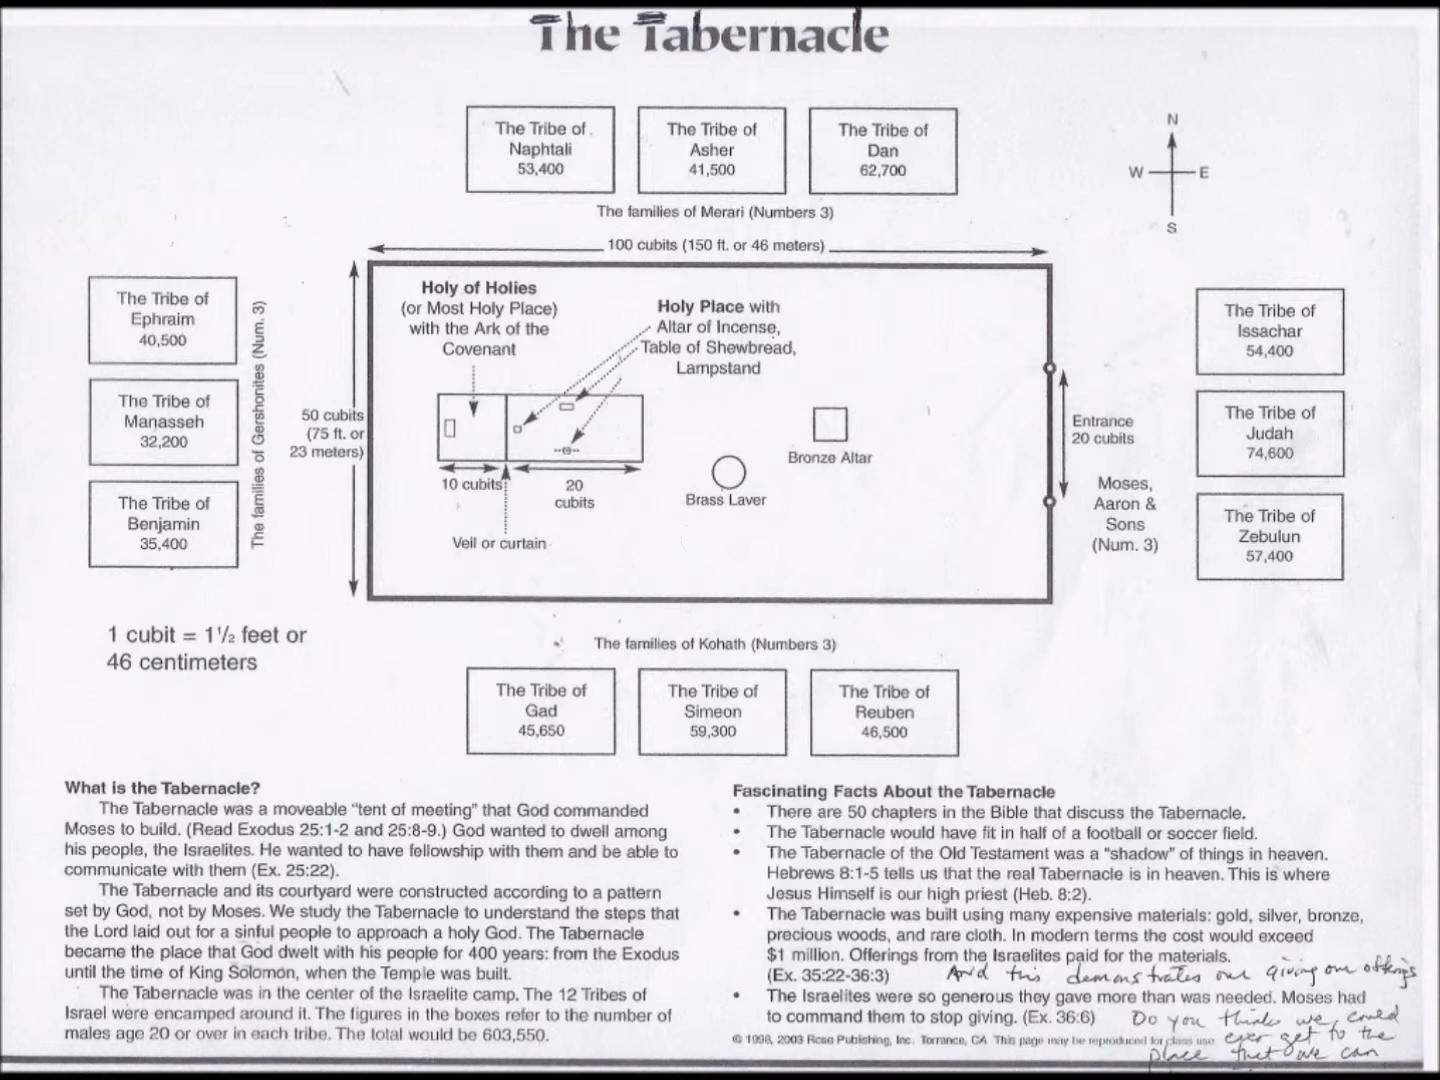 The Tabernacle
The Tribe of
Naphtali
53,400
The Tribe of
Asher
41,500
The Tribe of
Dan
62,700
N
W E
S
The families of Merari (Numbers 3)
100 cubits (150 ft. or 46 meters)
The Tribe of
Ephraim
40,500
The Tribe of
Manasseh
32,200
The Tribe of
Benjamin
35,400
The families of Gershonites (Num. 3)
50 cubits
(75 ft. or
23 meters)
Holy of Holies
(or Most Holy Place)
with the Ark of the
Covenant
Holy Place with
Altar of Incense,
Table of Shewbread,
Lampstand
10 cubits
20
cubits
Veil or curtain
Brass Laver
Bronze Altar
Entrance
20 cubits
Moses,
Aaron &
Sons
(Num. 3)
The Tribe of
Issachar
54,400
The Tribe of
Judah
74,600
The Tribe of
Zebulun
57,400
1 cubit = 1 1/2 feet or
46 centimeters
The families of Kohath (Numbers 3)
The Tribe of
Gad
45,650
The Tribe of
Simeon
59,300
The Tribe of
Reuben
46,500
What is the Tabernacle?
The Tabernacle was a moveable “tent of meeting” that God commanded
Moses to build. (Read Exodus 25:1-2 and 25:8-9.) God wanted to dwell among
his people, the Israelites. He wanted to have fellowship with them and be able to
communicate with them (Ex. 25:22).
The Tabernacle and its courtyard were constructed according to a pattern
set by God, not by Moses. We study the Tabernacle to understand the steps that
the Lord laid out for a sinful people to approach a holy God. The Tabernacle
became the place that God dwelt with his people for 400 years: from the Exodus
until the time of King Solomon, when the Temple was built.
The Tabernacle was in the center of the Israelite camp. The 12 Tribes of
Israel were encamped around it. The figures in the boxes refer to the number of
males age 20 or over in each tribe. The total would be 603,550.
Fascinating Facts About the Tabernacle
• There are 50 chapters in the Bible that discuss the Tabernacle.
• The Tabernacle would have fit in half of a football or soccer field.
• The Tabernacle of the Old Testament was a “shadow” of things in heaven.
Hebrews 8:1-5 tells us that the real Tabernacle is in heaven. This is where
Jesus Himself is our high priest (Heb. 8:2).
• The Tabernacle was built using many expensive materials: gold, silver, bronze,
precious woods, and rare cloth. In modern terms the cost would exceed
$1 million. Offerings from the Israelites paid for the materials.
(Ex. 35:22-36:3) And this demonstrates our giving our offerings
• The Israelites were so generous they gave more than was needed. Moses had
to command them to stop giving. (Ex. 36:6) Do you think we could
© 1998, 2003 Rose Publishing, Inc. Torrance, CA This page may be reproduced for class use ever get to the
place that we can